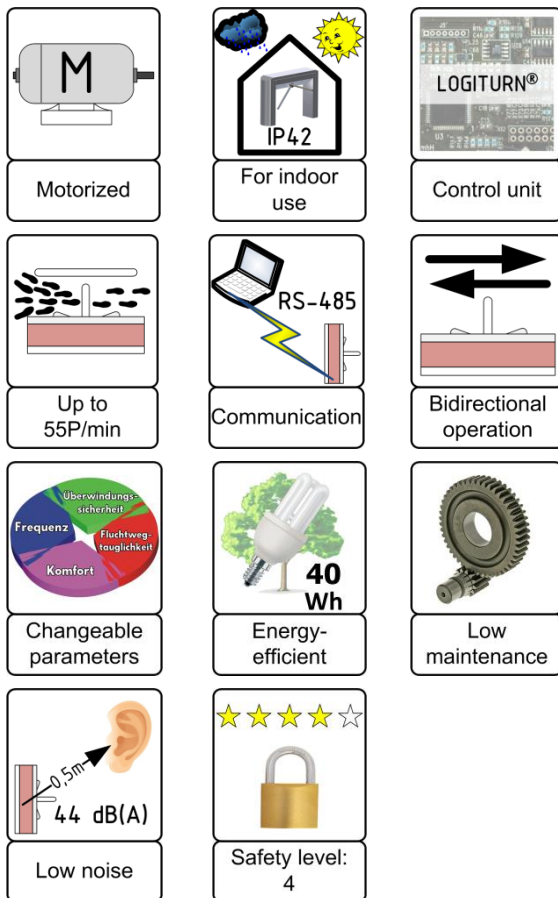 M
Motorized
IP42
For indoor
use
LOGITURN®
Control unit
Up to
55P/min
RS-485
Communication
Bidirectional
operation
Überwindungs-
sicherheit
Frequenz
Fluchtweg-
tauglichkeit
Komfort
Changeable
parameters
40
Wh
Energy-
efficient
Low
maintenance
0,5m
44 dB(A)
Low noise
Safety level:
4